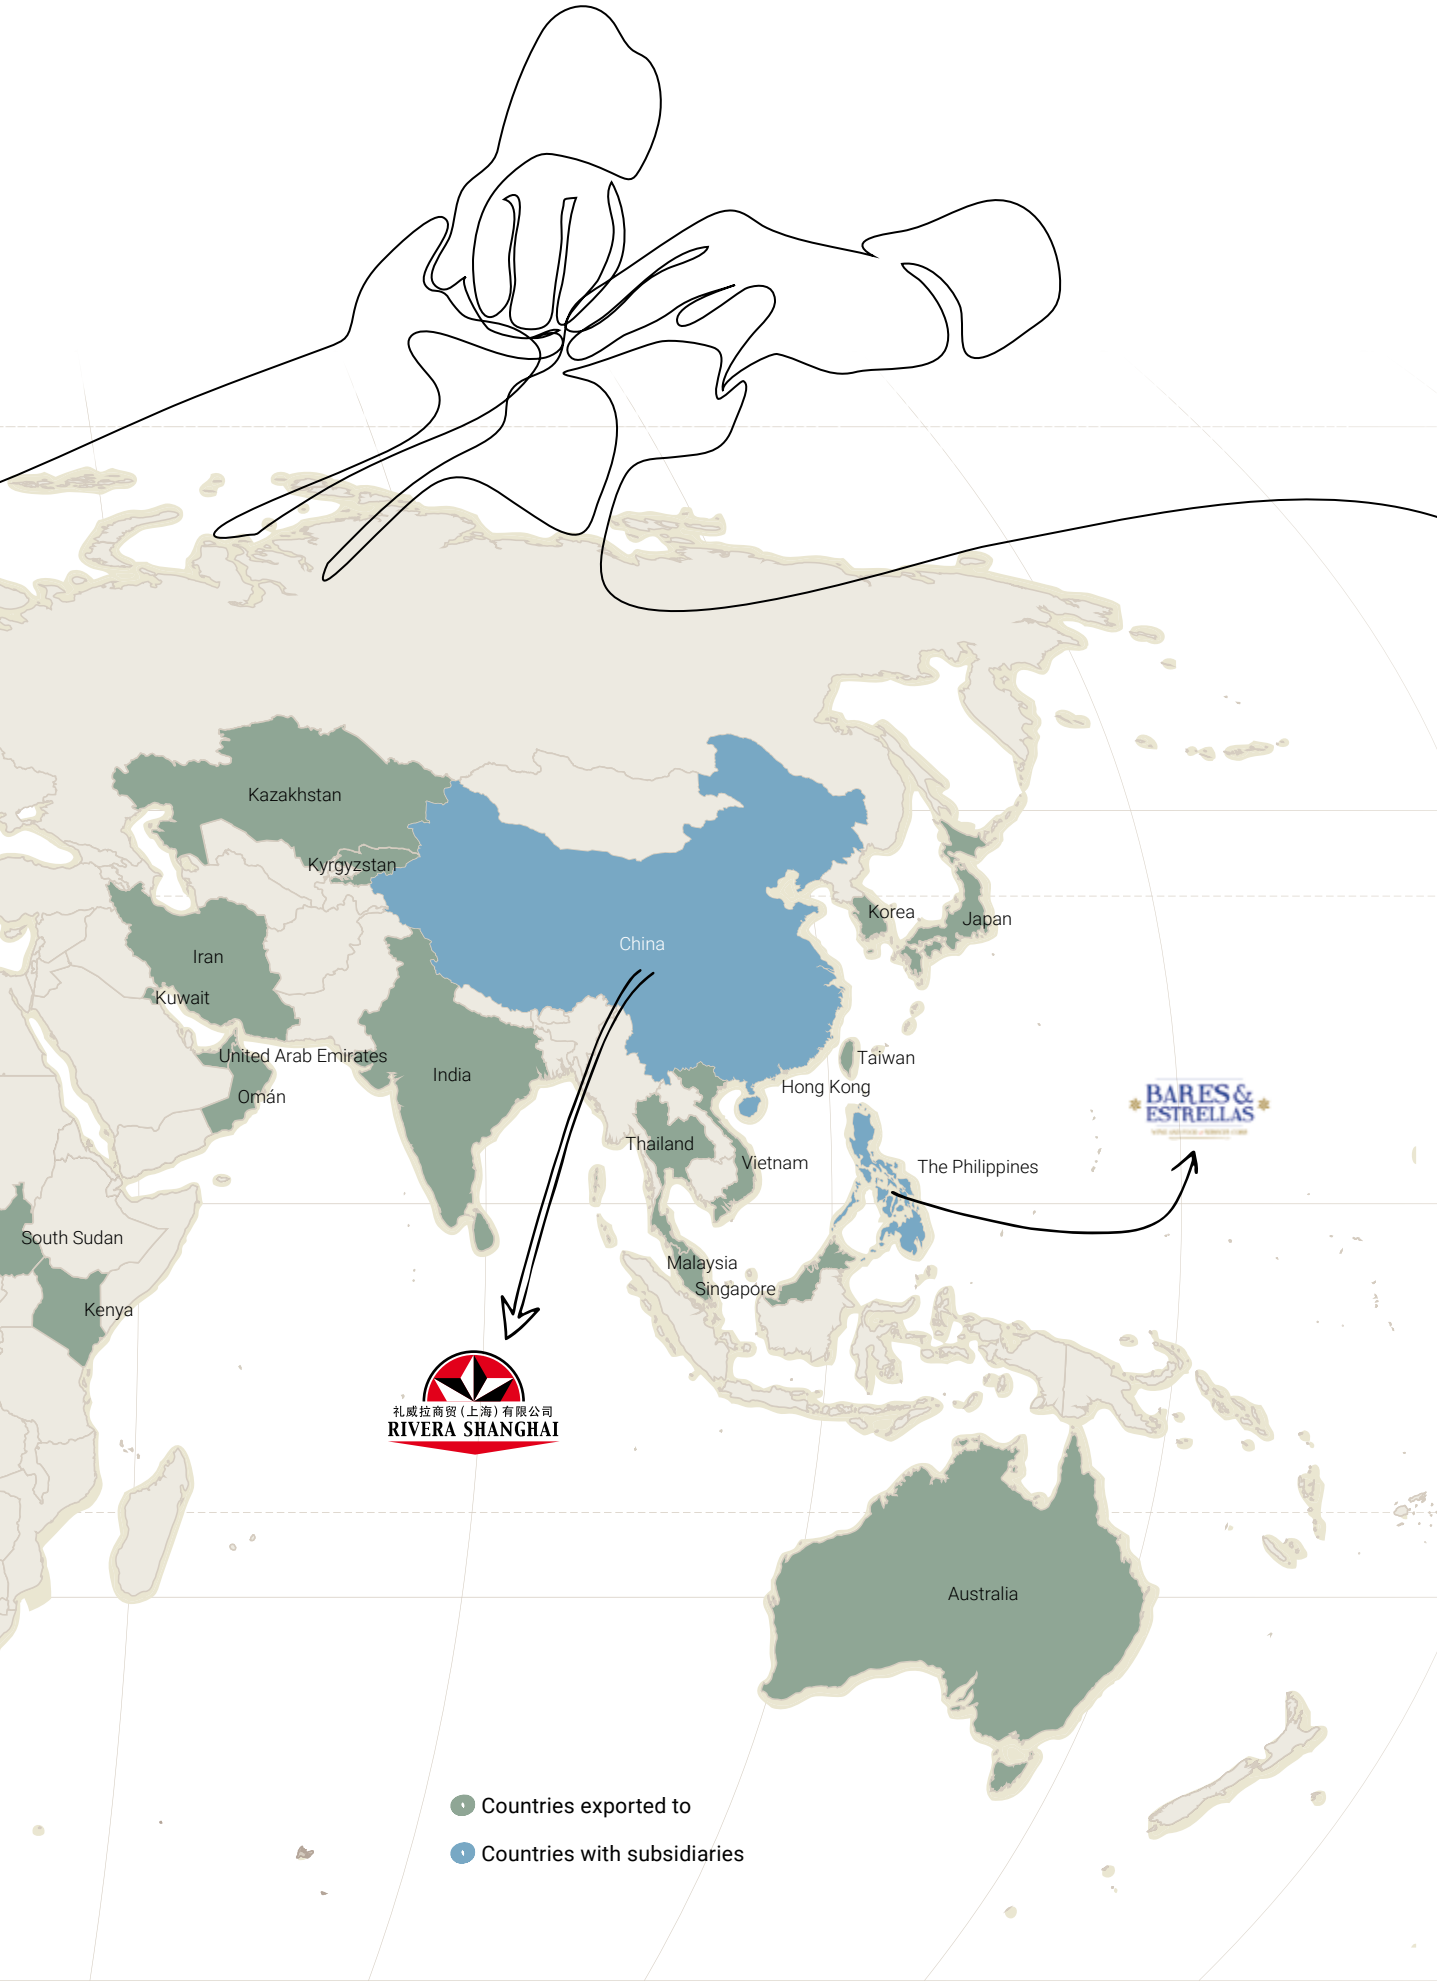 Kazakhstan
Kyrgyzstan
Korea
Japan
China
Iran
Kuwait
United Arab Emirates
India
Omán
Taiwan
Hong Kong
BARES &
ESTRELLAS
Thailand
Vietnam
The Philippines
South Sudan
Malaysia
Singapore
Kenya
礼威拉商贸(上海)有限公司
RIVERA SHANGHAI
Australia
Countries exported to
Countries with subsidiaries